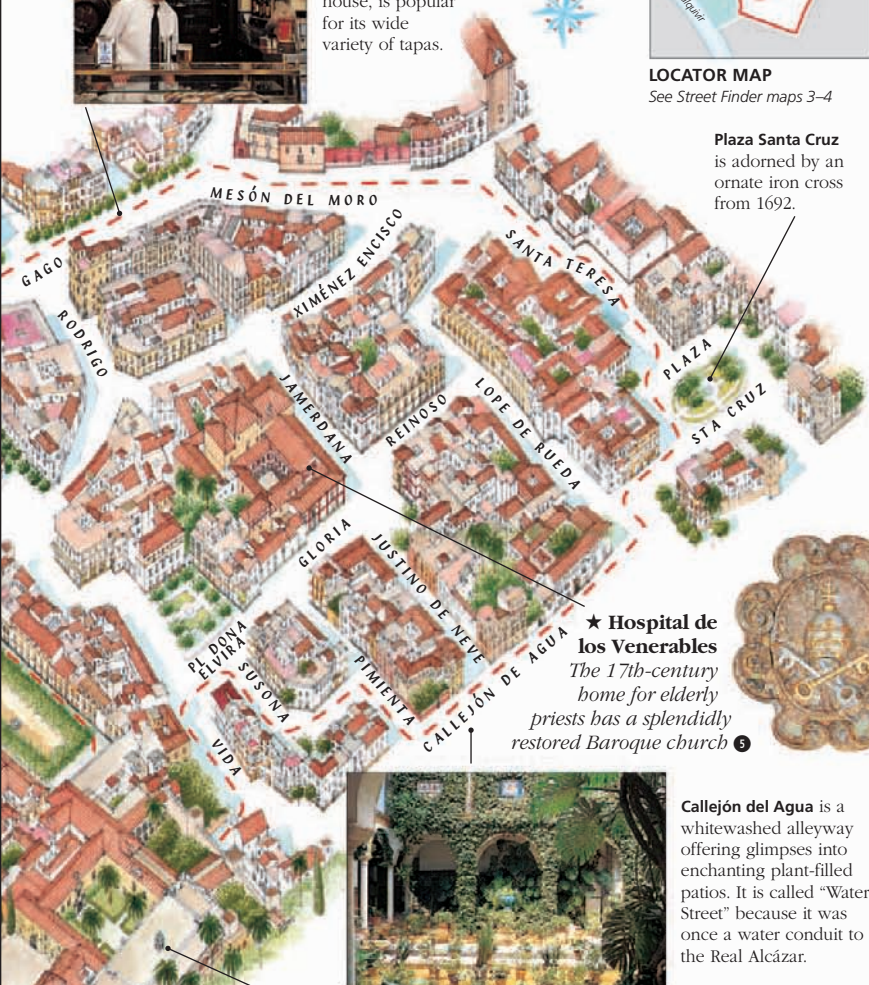 house, is popular
for its wide
variety of tapas.
LOCATOR MAP
See Street Finder maps 3–4
Plaza Santa Cruz
is adorned by an
ornate iron cross
from 1692.
MESÓN DEL MORO
GAGO
RODRIGO
XIMÉNEZ ENCISCO
SANTA TERESA
PLAZA
STA CRUZ
JAMERDANA
REINOSO
LOPE DE RUEDA
GLORIA
JUSTINO DE NEVE
PL. DONA
ELVIRA
SUSONA
PIMIENTA
CALLEJÓN DE AGUA
VIDA
★ Hospital de
los Venerables
The 17th-century
home for elderly
priests has a splendidly
restored Baroque church 5
Callejón del Agua is a
whitewashed alleyway
offering glimpses into
enchanting plant-filled
patios. It is called “Water
Street” because it was
once a water conduit to
the Real Alcázar.